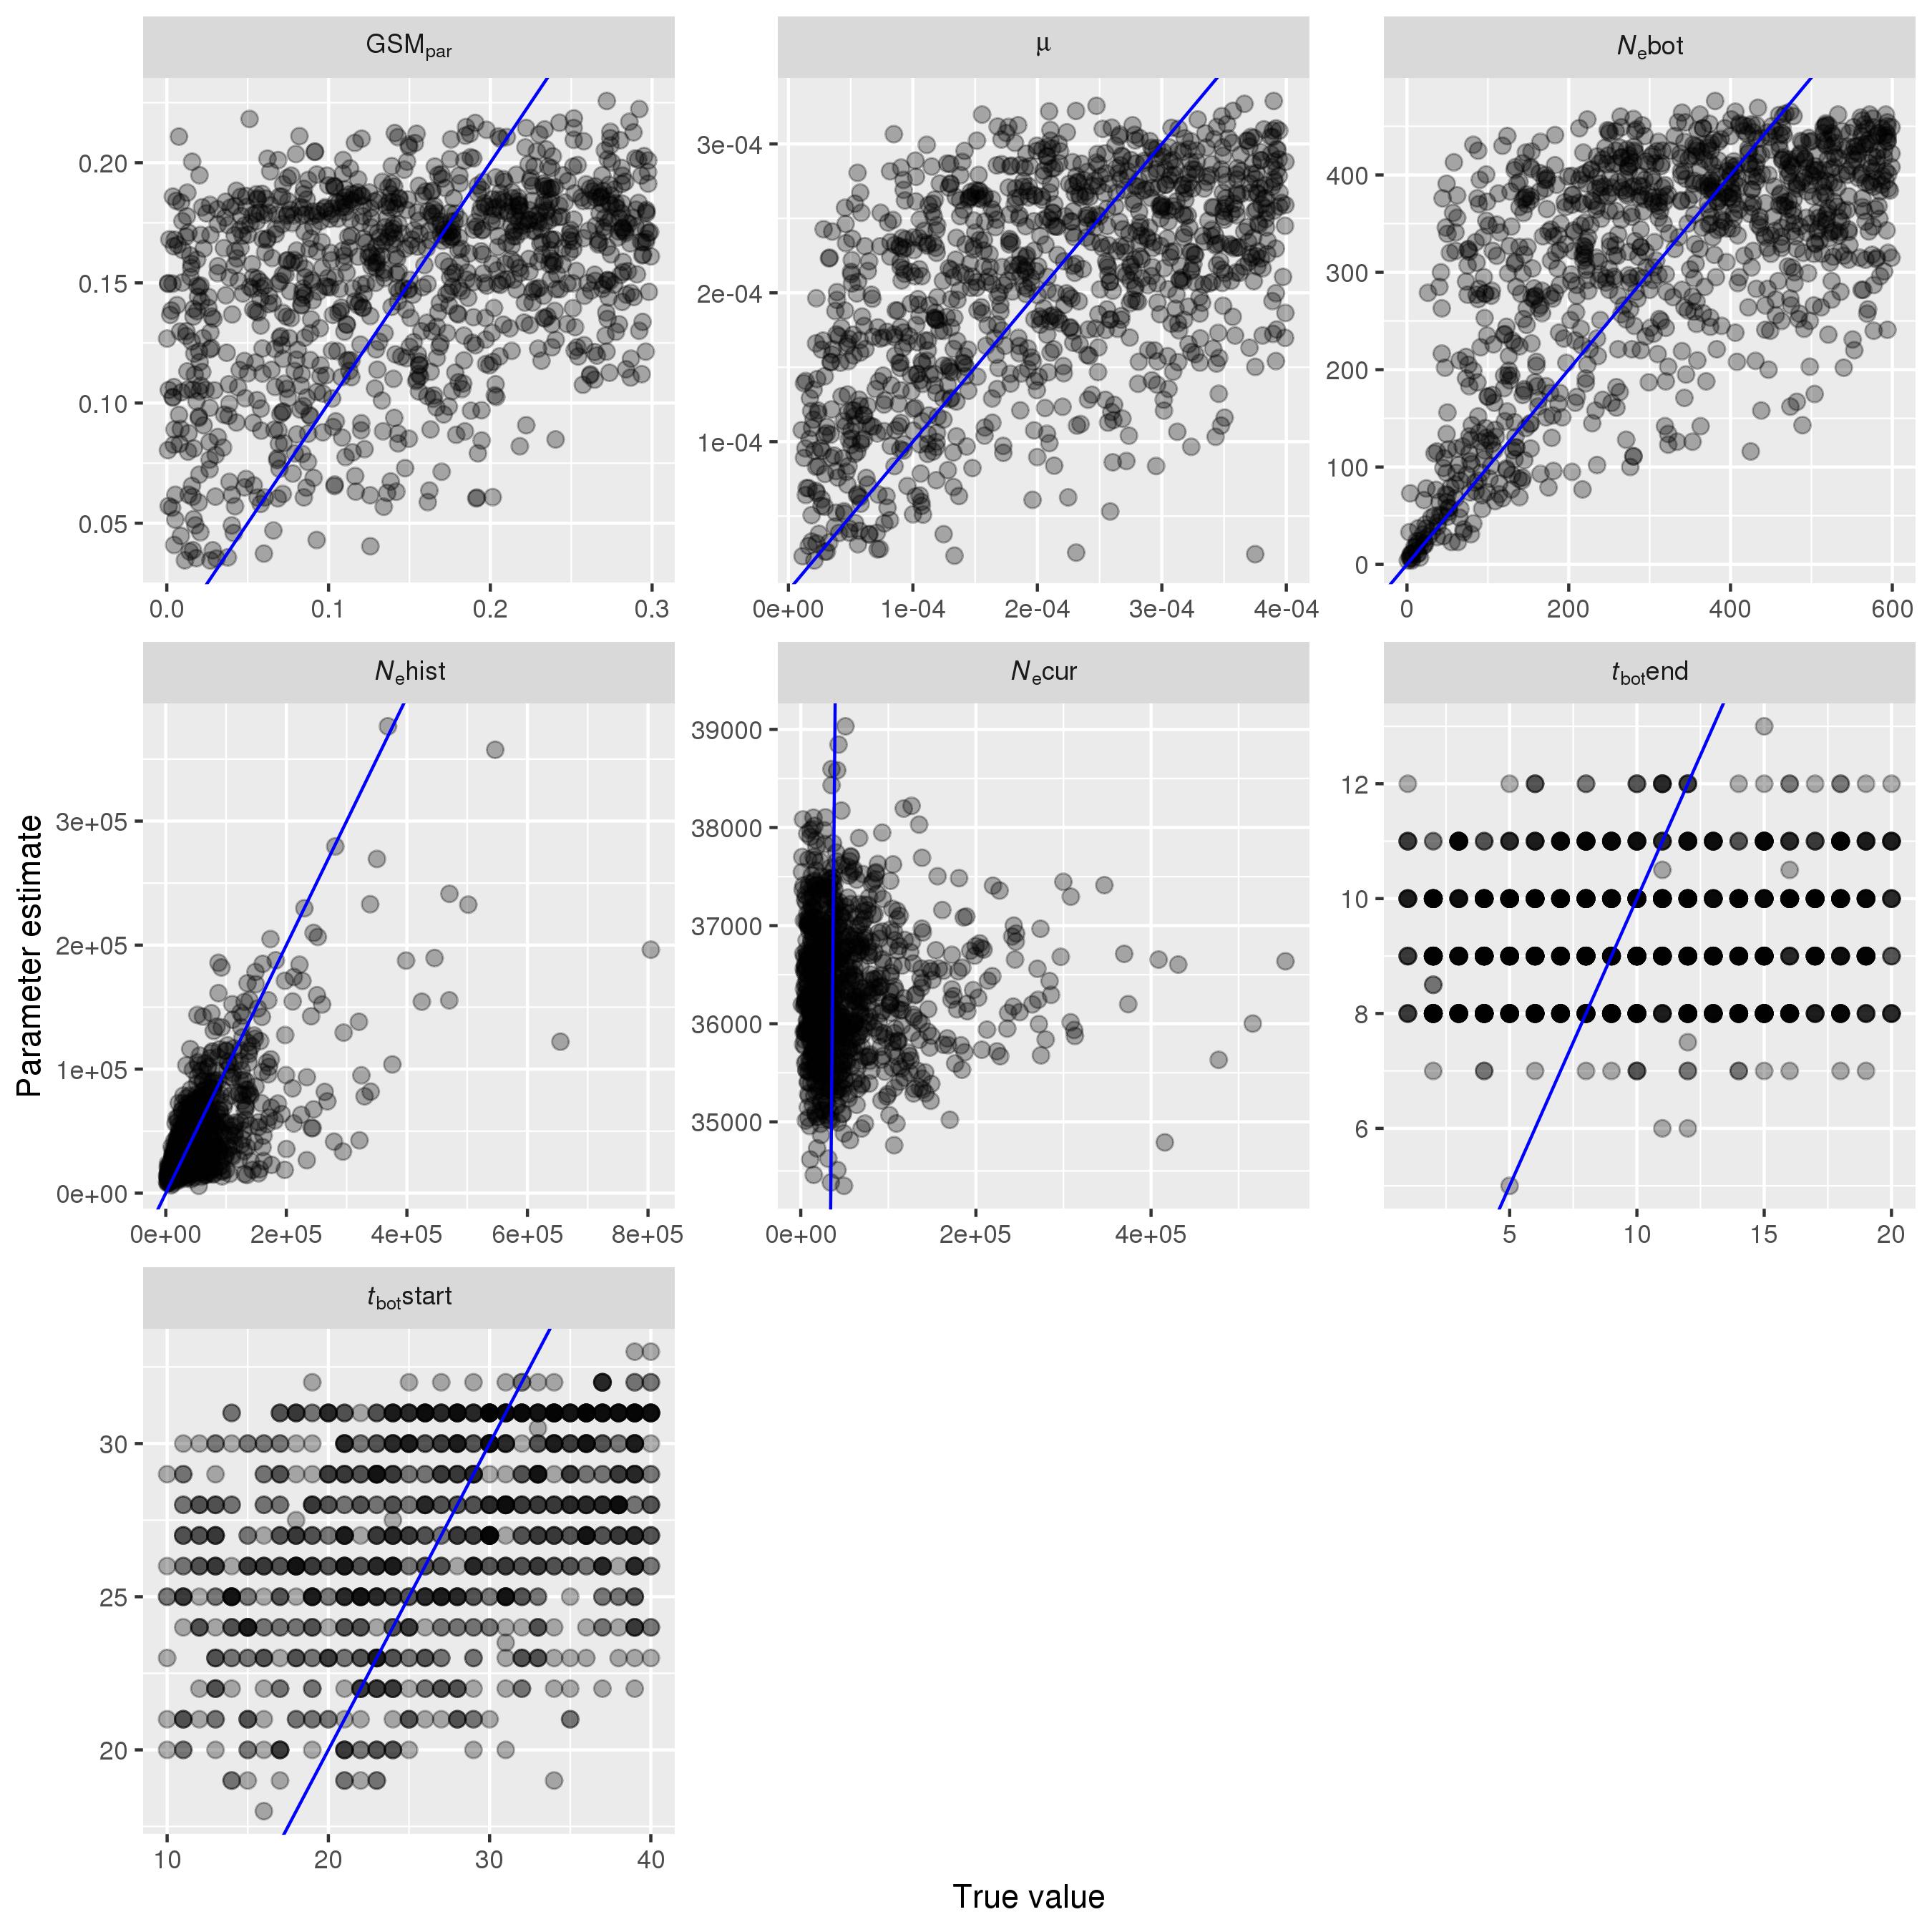 GSMpar
μ
Nebot
0.20
0.15
0.10
0.05
0.0 0.1 0.2 0.3
3e-04
2e-04
1e-04
0e+00 1e-04 2e-04 3e-04 4e-04
400
300
200
100
0
0 200 400 600
Nehist
Necur
tbotend
3e+05
2e+05
1e+05
0e+00
0e+00 2e+05 4e+05 6e+05 8e+05
39000
38000
37000
36000
35000
0e+00 2e+05 4e+05
12
10
8
6
5 10 15 20
tbotstart
30
25
20
10 20 30 40
Parameter estimate
True value